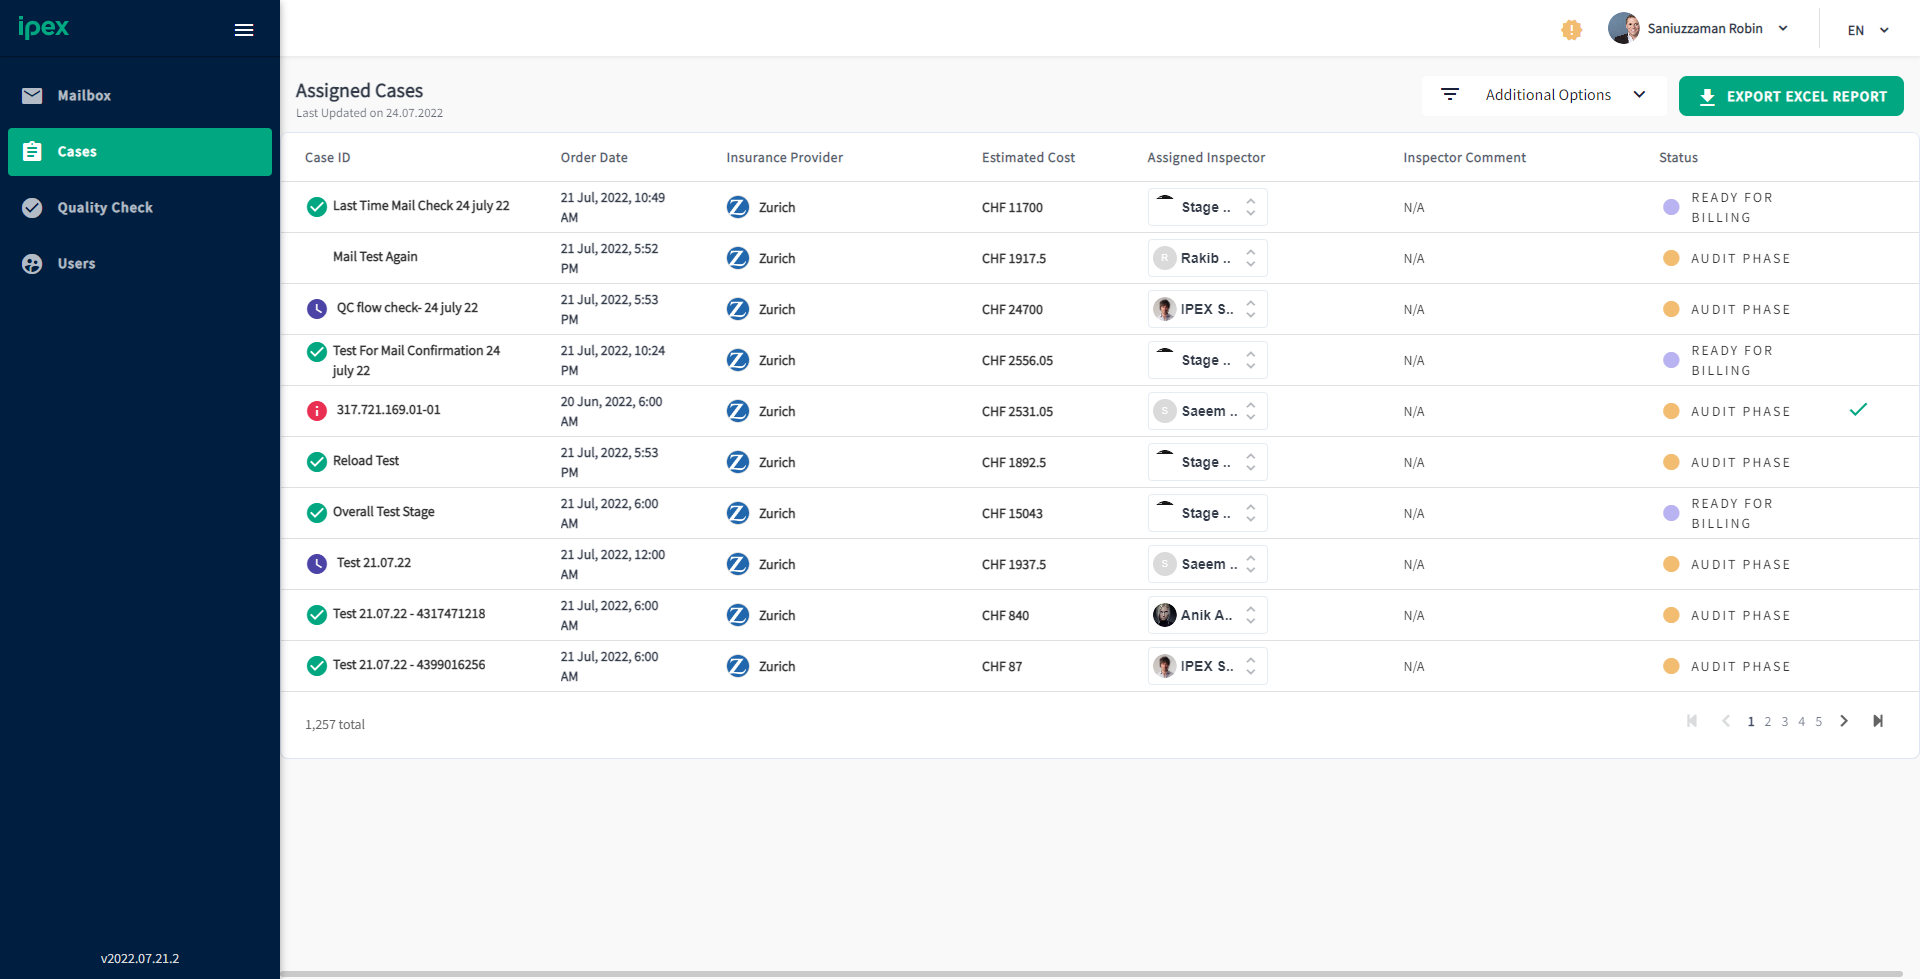 ipex
Saniuzzaman Robin
EN
Mailbox
Cases
Quality Check
Users
v2022.07.21.2
Assigned Cases
Last Updated on 24.07.2022
Additional Options
EXPORT EXCEL REPORT
Case ID Order Date Insurance Provider Estimated Cost Assigned Inspector Inspector Comment Status
Last Time Mail Check 24 july 22 21 Jul, 2022, 10:49 AM Zurich CHF 11700 Stage .. N/A READY FOR BILLING
Mail Test Again 21 Jul, 2022, 5:52 PM Zurich CHF 1917.5 R Rakib .. N/A AUDIT PHASE
QC flow check- 24 july 22 21 Jul, 2022, 5:53 PM Zurich CHF 24700 IPEX S.. N/A AUDIT PHASE
Test For Mail Confirmation 24 july 22 21 Jul, 2022, 10:24 PM Zurich CHF 2556.05 Stage .. N/A READY FOR BILLING
317.721.169.01-01 20 Jun, 2022, 6:00 AM Zurich CHF 2531.05 S Saeem .. N/A AUDIT PHASE
Reload Test 21 Jul, 2022, 5:53 PM Zurich CHF 1892.5 Stage .. N/A AUDIT PHASE
Overall Test Stage 21 Jul, 2022, 6:00 AM Zurich CHF 15043 Stage .. N/A READY FOR BILLING
Test 21.07.22 21 Jul, 2022, 12:00 AM Zurich CHF 1937.5 S Saeem .. N/A AUDIT PHASE
Test 21.07.22 - 4317471218 21 Jul, 2022, 6:00 AM Zurich CHF 840 Anik A.. N/A AUDIT PHASE
Test 21.07.22 - 4399016256 21 Jul, 2022, 6:00 AM Zurich CHF 87 IPEX S.. N/A AUDIT PHASE
1,257 total
1 2 3 4 5